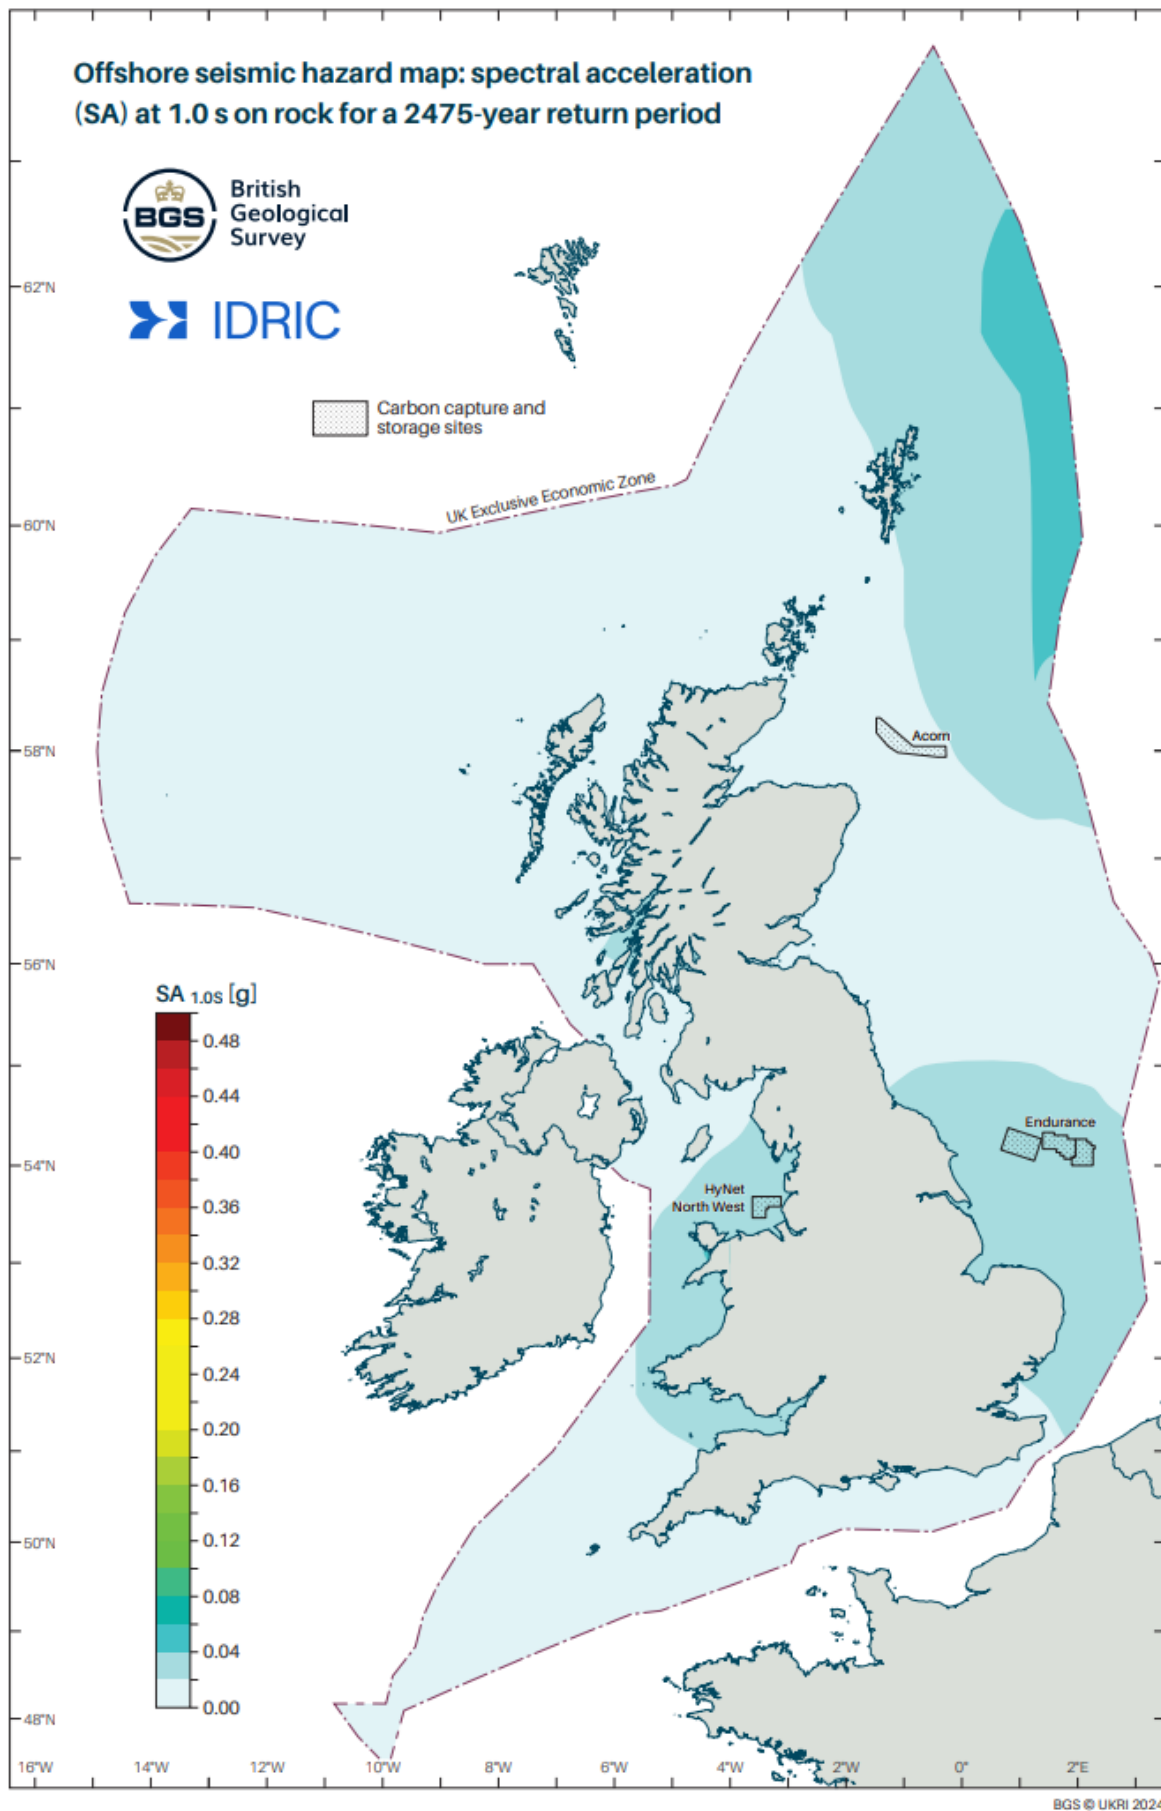 Offshore seismic hazard map: spectral acceleration
(SA) at 1.0 s on rock for a 2475-year return period
BGS
British
Geological
Survey
IDRIC
62°N
Carbon capture and
storage sites
UK Exclusive Economic Zone
60°N
Acorn
58°N
56°N
SA 1.0S [g]
0.48
0.44
0.40
0.36
0.32
0.28
0.24
0.20
0.16
0.12
0.08
0.04
0.00
Endurance
54°N
HyNet
North West
52°N
50°N
48°N
16°W 14°W 12°W 10°W 8°W 6°W 4°W 2°W 0° 2°E
BGS © UKRI 2024